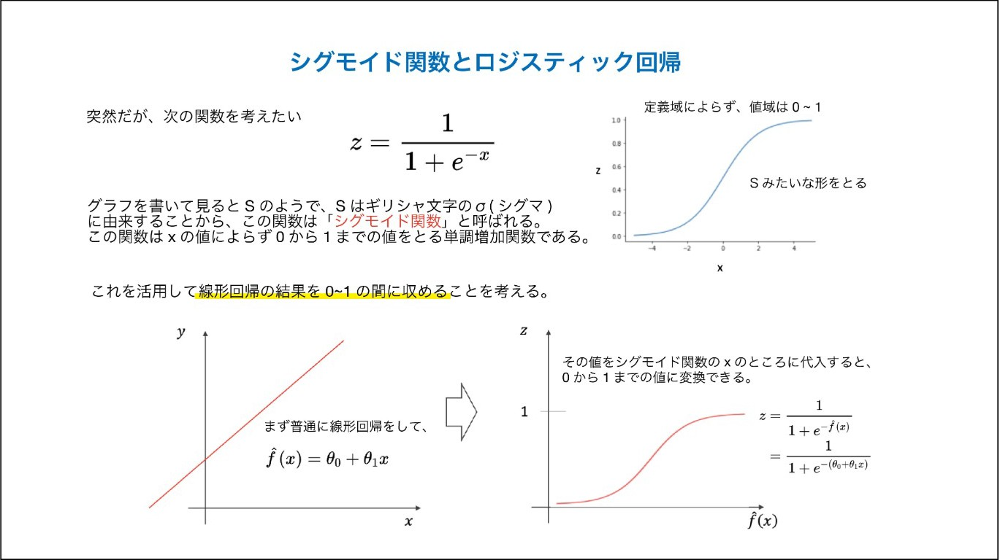 シグモイド関数とロジスティック回帰
突然だが、次の関数を考えたい
z = 1 / (1 + e^{-x})
定義域によらず、値域は 0 ~ 1
1.0
0.8
0.6
0.4
0.2
0.0
z
-4 -2 0 2 4
x
S みたいな形をとる
グラフを書いて見ると S のようで、S はギリシャ文字の σ ( シグマ )
に由来することから、この関数は「シグモイド関数」と呼ばれる。
この関数は x の値によらず 0 から 1 までの値をとる単調増加関数である。
これを活用して線形回帰の結果を 0~1 の間に収めることを考える。
y
まず普通に線形回帰をして、
f̂ (x) = θ₀ + θ₁x
x
z
その値をシグモイド関数の x のところに代入すると、
0 から 1 までの値に変換できる。
1
z = 1 / (1 + e^{-f̂(x)})
= 1 / (1 + e^{-(θ₀+θ₁x)})
f̂(x)